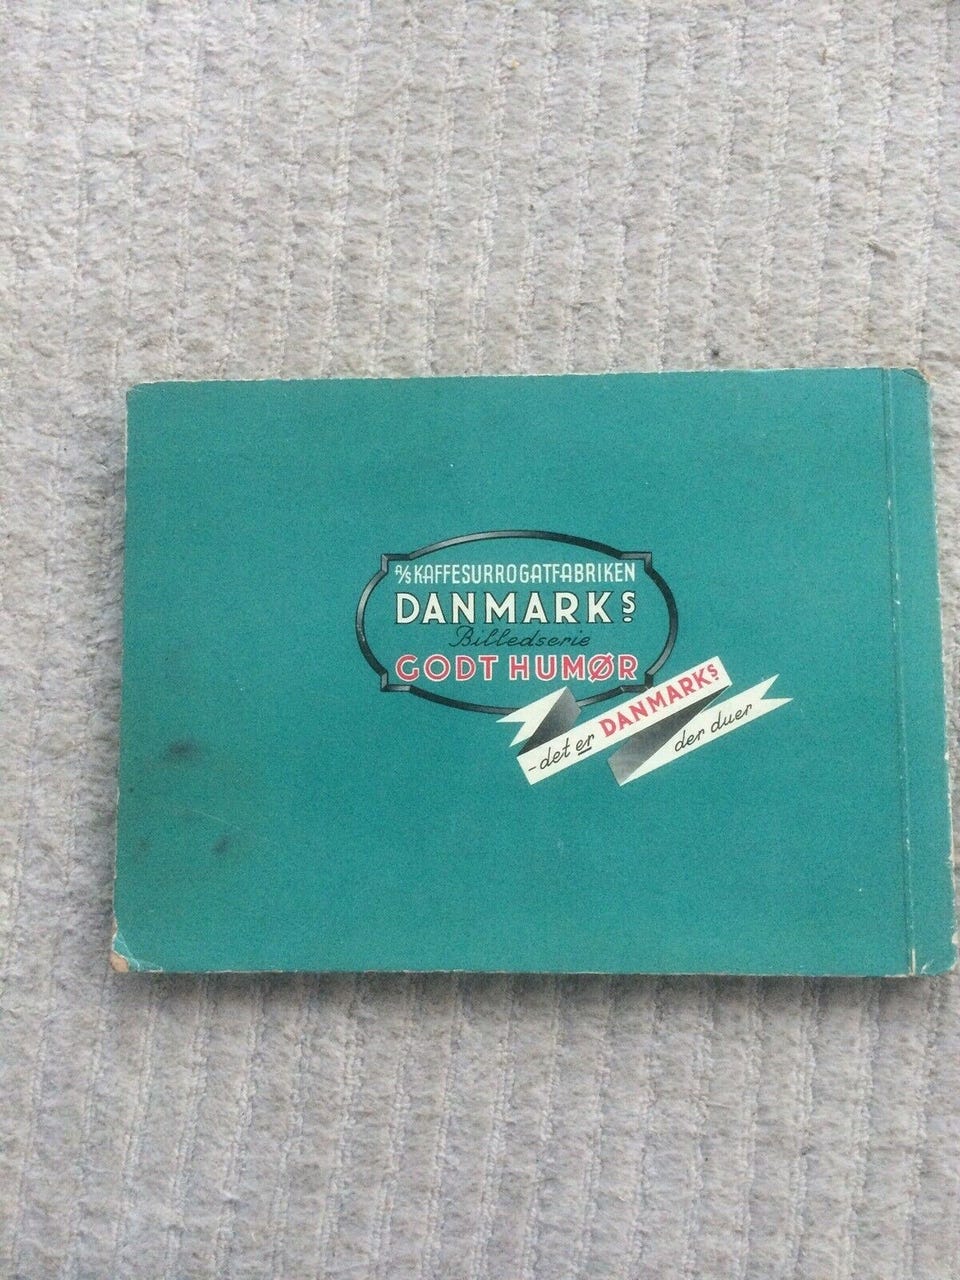 A/S KAFFESURROGATFABRIKEN
DANMARKS
Billedserie
GODT HUMØR
-det er DANMARKS
der duer